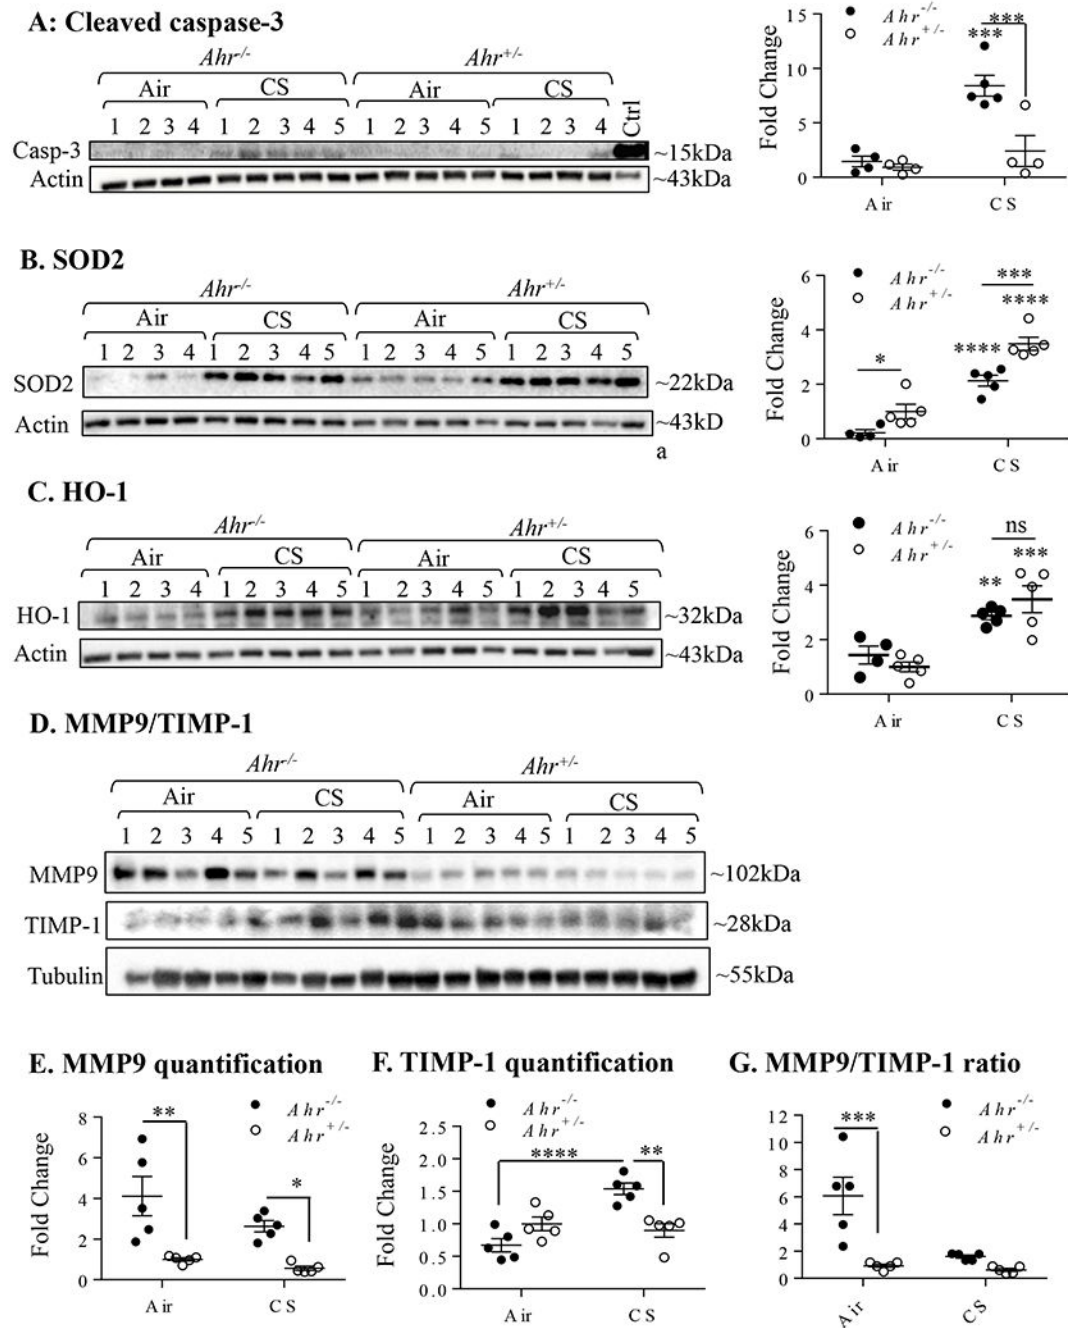 A: Cleaved caspase-3
Ahr-/- Ahr+/-
Air CS Air CS
1 2 3 4 1 2 3 4 5 1 2 3 4 5 1 2 3 4 Ctrl
Casp-3 ~15kDa
Actin ~43kDa
Ahr-/-
Ahr+/-
Fold Change
15
10
5
0
*** ***
Air CS
B. SOD2
Ahr-/- Ahr+/-
Air CS Air CS
1 2 3 4 1 2 3 4 5 1 2 3 4 5 1 2 3 4 5
SOD2 ~22kDa
Actin ~43kD
a
Ahr-/-
Ahr+/-
Fold Change
6
4
2
0
* **** *** ****
Air CS
C. HO-1
Ahr-/- Ahr+/-
Air CS Air CS
1 2 3 4 1 2 3 4 5 1 2 3 4 5 1 2 3 4 5
HO-1 ~32kDa
Actin ~43kDa
Ahr-/-
Ahr+/-
Fold Change
6
4
2
0
ns
** ***
Air CS
D. MMP9/TIMP-1
Ahr-/- Ahr+/-
Air CS Air CS
1 2 3 4 5 1 2 3 4 5 1 2 3 4 5 1 2 3 4 5
MMP9 ~102kDa
TIMP-1 ~28kDa
Tubulin ~55kDa
E. MMP9 quantification
Ahr-/-
Ahr+/-
Fold Change
8
6
4
2
0
** *
Air CS
F. TIMP-1 quantification
Ahr-/-
Ahr+/-
Fold Change
2.5
2.0
1.5
1.0
0.5
0.0
**** **
Air CS
G. MMP9/TIMP-1 ratio
Ahr-/-
Ahr+/-
Fold Change
12
10
8
6
4
2
0
***
Air CS